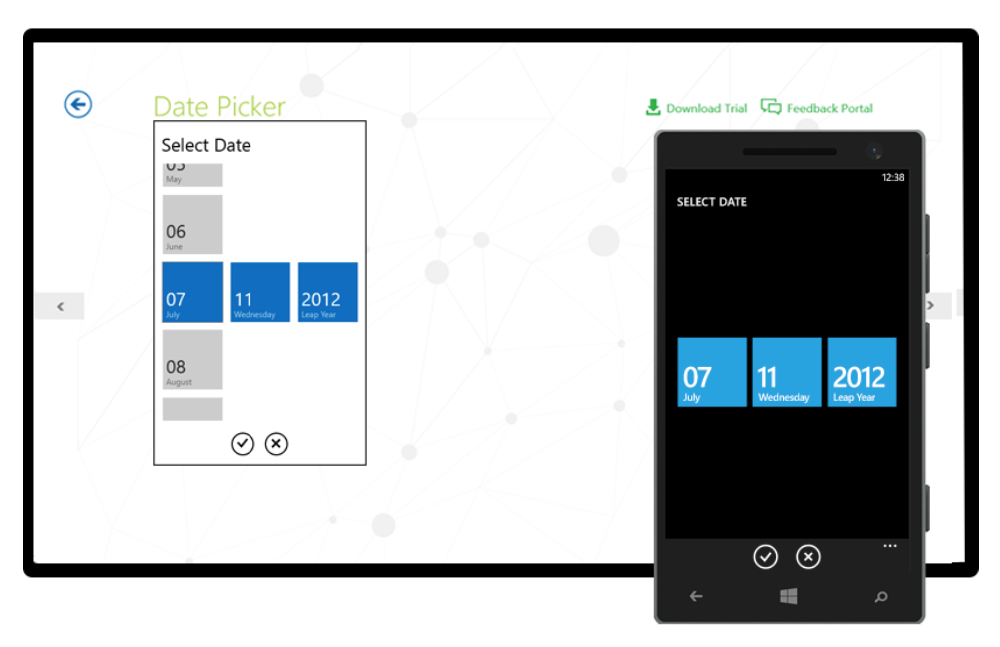 Date Picker
Download Trial
Feedback Portal
Select Date
05
May
06
June
07
July
11
Wednesday
2012
Leap Year
08
August
12:38
SELECT DATE
07
July
11
Wednesday
2012
Leap Year